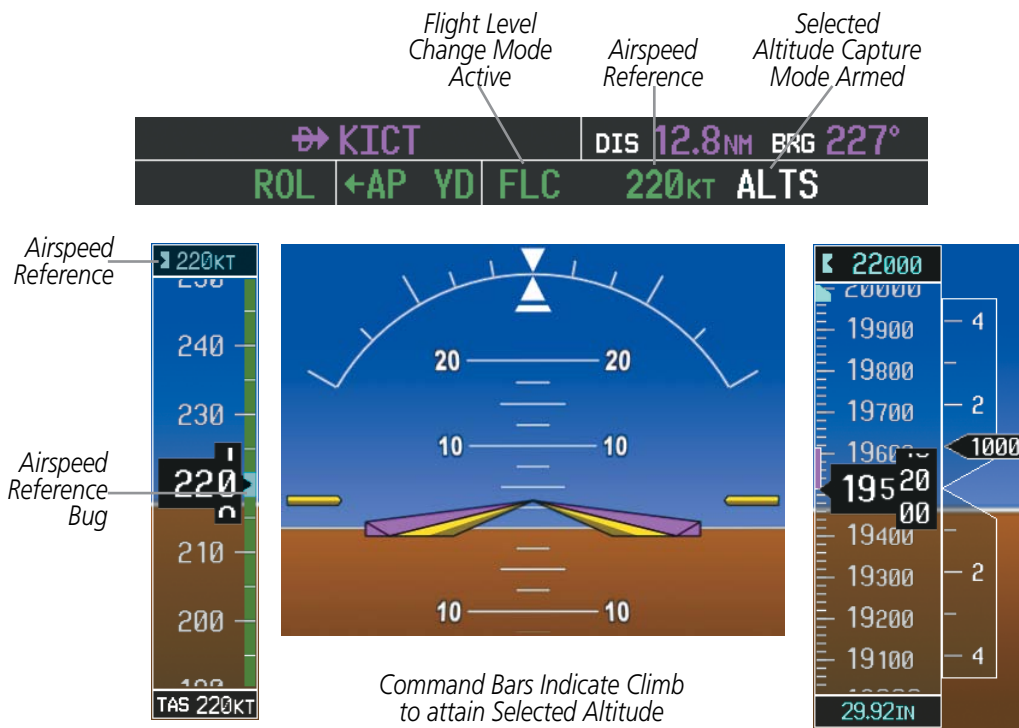 Flight Level
Change Mode
Active
Airspeed
Reference
Selected
Altitude Capture
Mode Armed
KICT
DIS 12.8NM BRG 227°
ROL ←AP YD FLC 220KT ALTS
Airspeed
Reference
220KT
240
230
220
210
200
TAS 220KT
Airspeed
Reference
Bug
20 20
10 10
10 10
Command Bars Indicate Climb
to attain Selected Altitude
22000
20000
19900
19800
19700
19520
00
19400
19300
19200
19100
29.92IN
4
2
1000
2
4